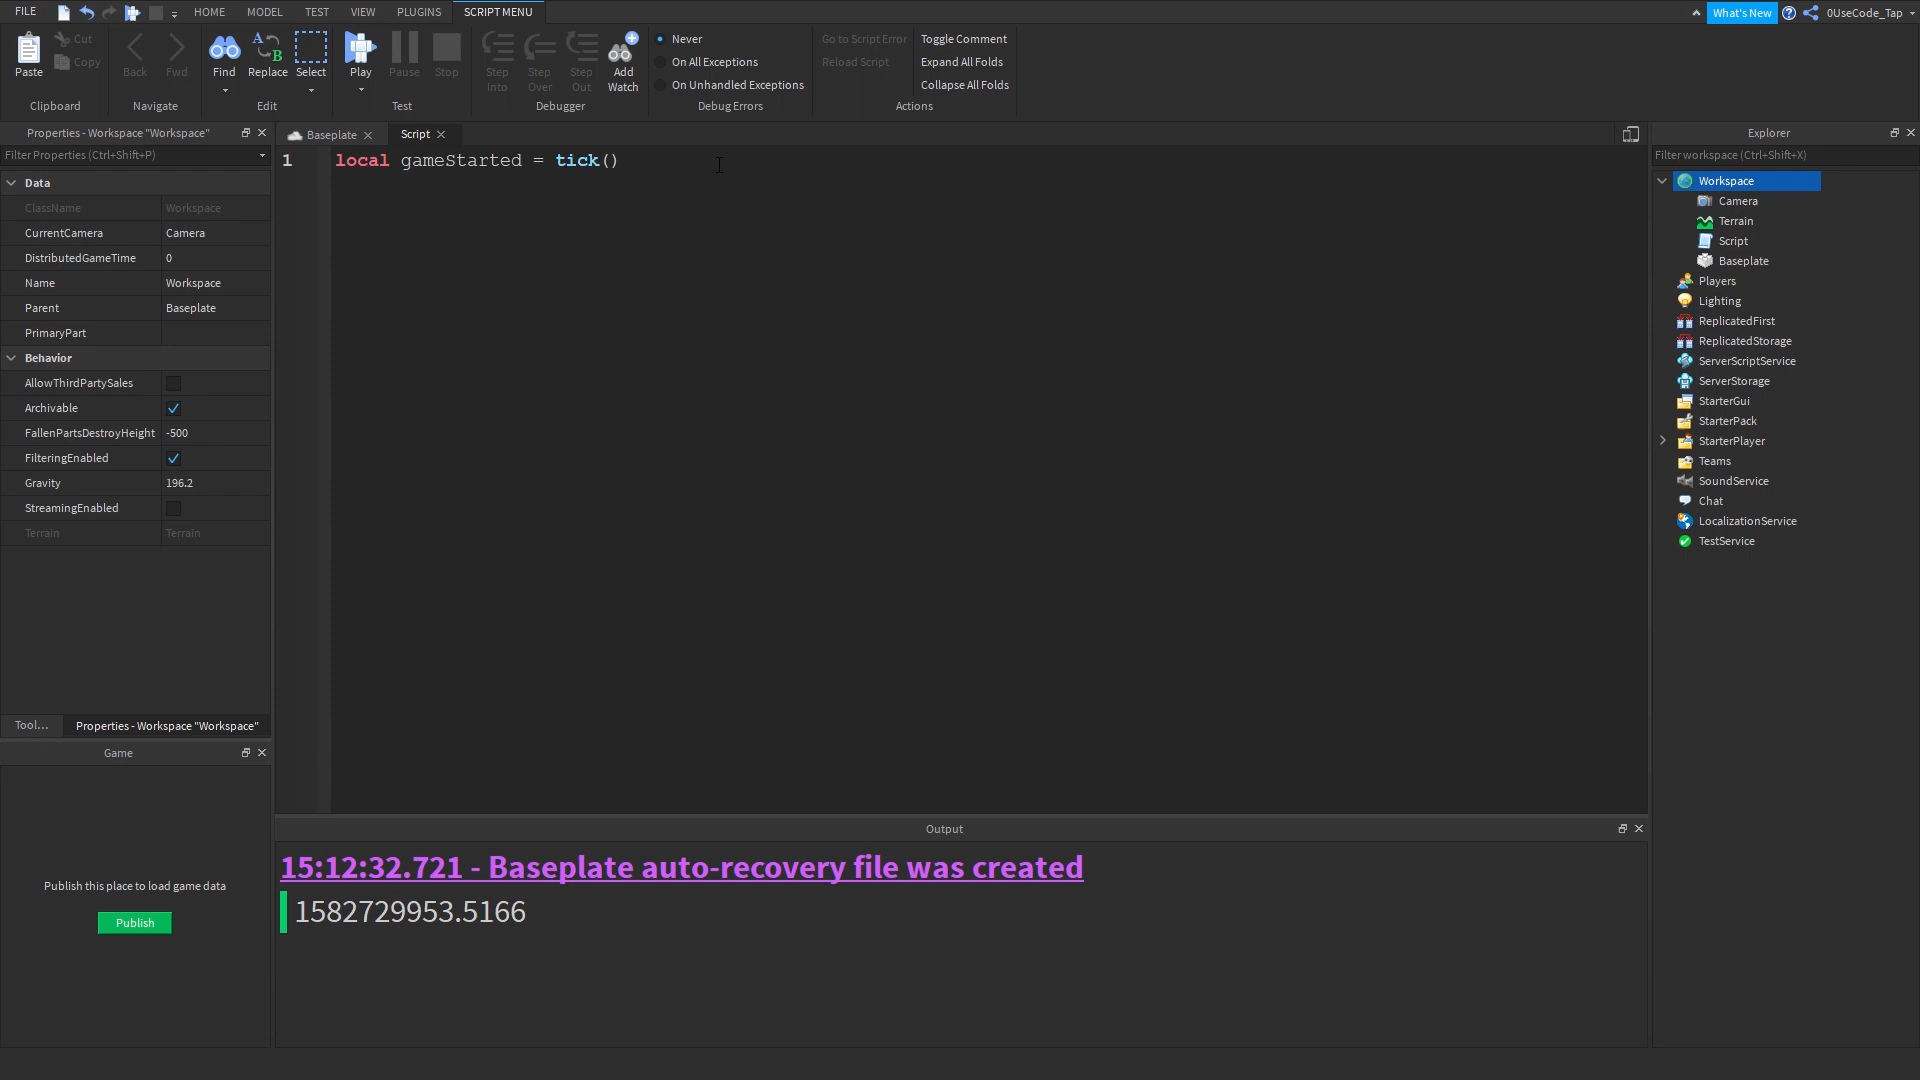 FILE
HOME
MODEL
TEST
VIEW
PLUGINS
SCRIPT MENU
What's New
0UseCode_Tap
Paste
Cut
Copy
Clipboard
Back
Fwd
Navigate
Find
Replace
Select
Edit
Play
Pause
Stop
Test
Step Into
Step Over
Step Out
Add Watch
Debugger
Never
On All Exceptions
On Unhandled Exceptions
Debug Errors
Go to Script Error
Reload Script
Toggle Comment
Expand All Folds
Collapse All Folds
Actions
Properties - Workspace "Workspace"
Filter Properties (Ctrl+Shift+P)
Data
ClassName Workspace
CurrentCamera Camera
DistributedGameTime 0
Name Workspace
Parent Baseplate
PrimaryPart
Behavior
AllowThirdPartySales
Archivable
FallenPartsDestroyHeight -500
FilteringEnabled
Gravity 196.2
StreamingEnabled
Terrain Terrain
Tool...
Properties - Workspace "Workspace"
Game
Publish this place to load game data
Publish
Baseplate
Script
1 local gameStarted = tick()
Output
15:12:32.721 - Baseplate auto-recovery file was created
1582729953.5166
Explorer
Filter workspace (Ctrl+Shift+X)
Workspace
Camera
Terrain
Script
Baseplate
Players
Lighting
ReplicatedFirst
ReplicatedStorage
ServerScriptService
ServerStorage
StarterGui
StarterPack
StarterPlayer
Teams
SoundService
Chat
LocalizationService
TestService